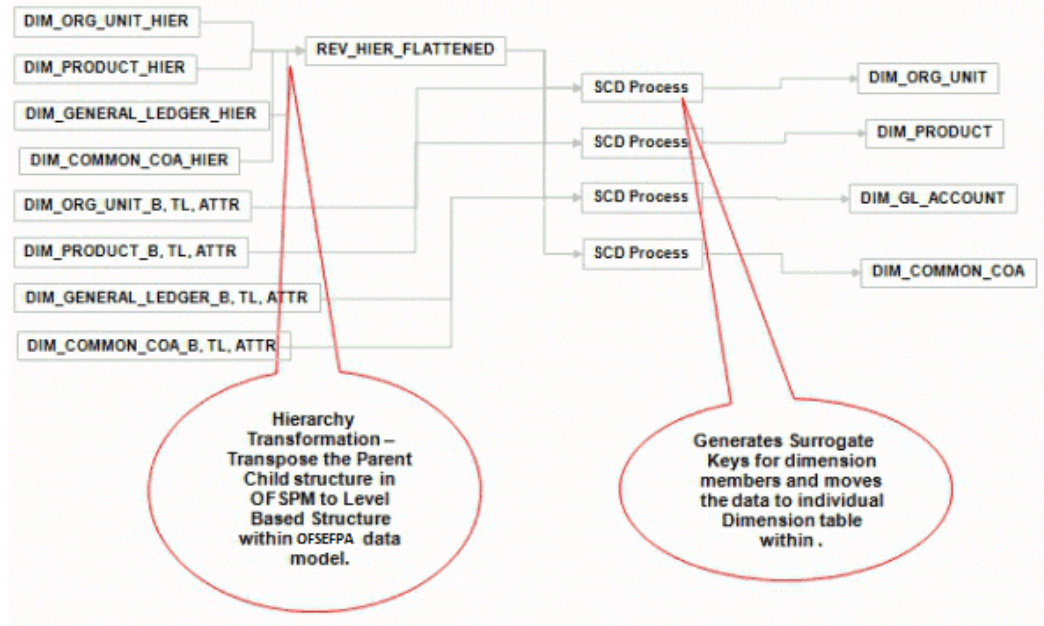 DIM_ORG_UNIT_HIER
DIM_PRODUCT_HIER
DIM_GENERAL_LEDGER_HIER
DIM_COMMON_COA_HIER
DIM_ORG_UNIT_B, TL, ATTR
DIM_PRODUCT_B, TL, ATTR
DIM_GENERAL_LEDGER_B, TL, ATTR
DIM_COMMON_COA_B, TL, ATTR
REV_HIER_FLATTENED
SCD Process
SCD Process
SCD Process
SCD Process
DIM_ORG_UNIT
DIM_PRODUCT
DIM_GL_ACCOUNT
DIM_COMMON_COA
Hierarchy
Transformation –
Transpose the Parent
Child structure in
OFSPM to Level
Based Structure
within OFSEFPA data
model.
Generates Surrogate
Keys for dimension
members and moves
the data to individual
Dimension table
within .